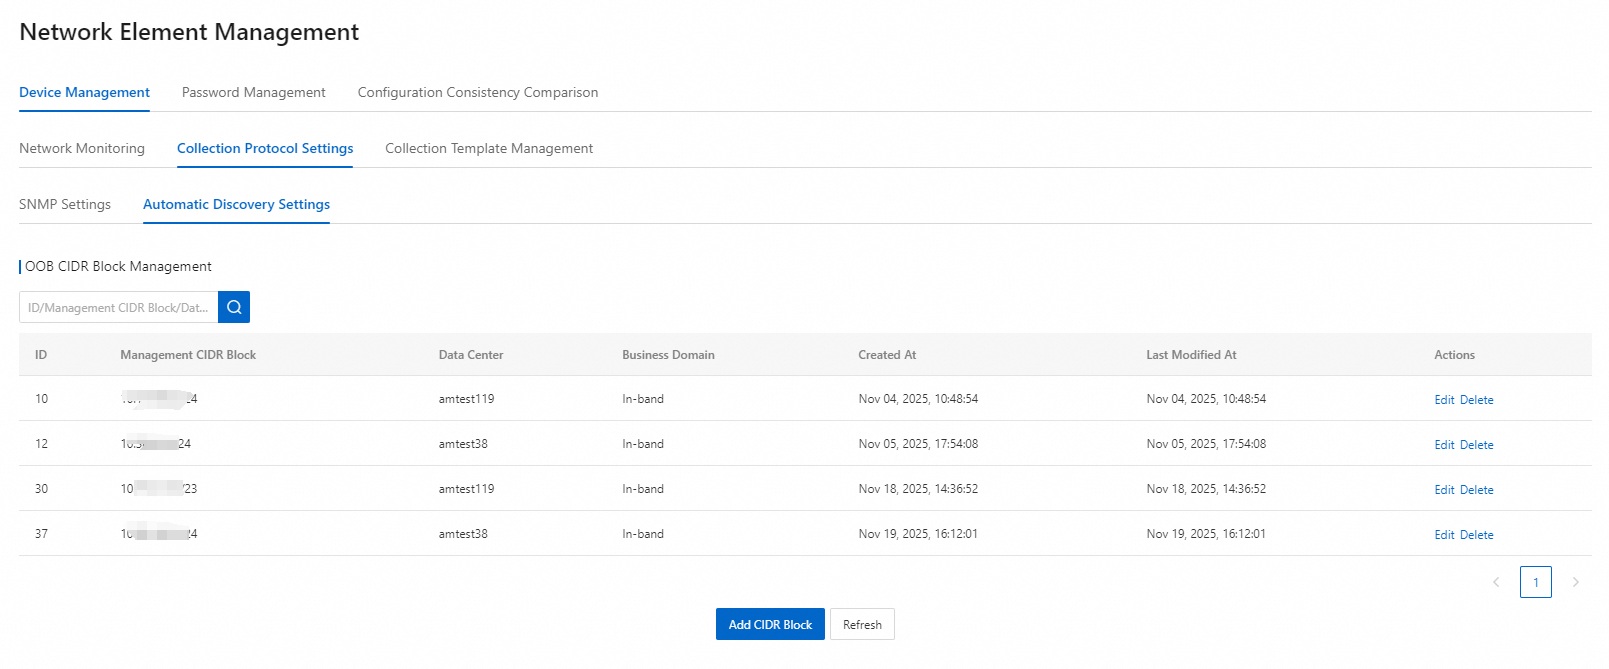 Network Element Management
Device Management Password Management Configuration Consistency Comparison
Network Monitoring Collection Protocol Settings Collection Template Management
SNMP Settings Automatic Discovery Settings
OOB CIDR Block Management
ID/Management CIDR Block/Dat...
ID Management CIDR Block Data Center Business Domain Created At Last Modified At Actions
10 amtest119 In-band Nov 04, 2025, 10:48:54 Nov 04, 2025, 10:48:54 Edit Delete
12 amtest38 In-band Nov 05, 2025, 17:54:08 Nov 05, 2025, 17:54:08 Edit Delete
30 10 /23 amtest119 In-band Nov 18, 2025, 14:36:52 Nov 18, 2025, 14:36:52 Edit Delete
37 amtest38 In-band Nov 19, 2025, 16:12:01 Nov 19, 2025, 16:12:01 Edit Delete
1
Add CIDR Block Refresh